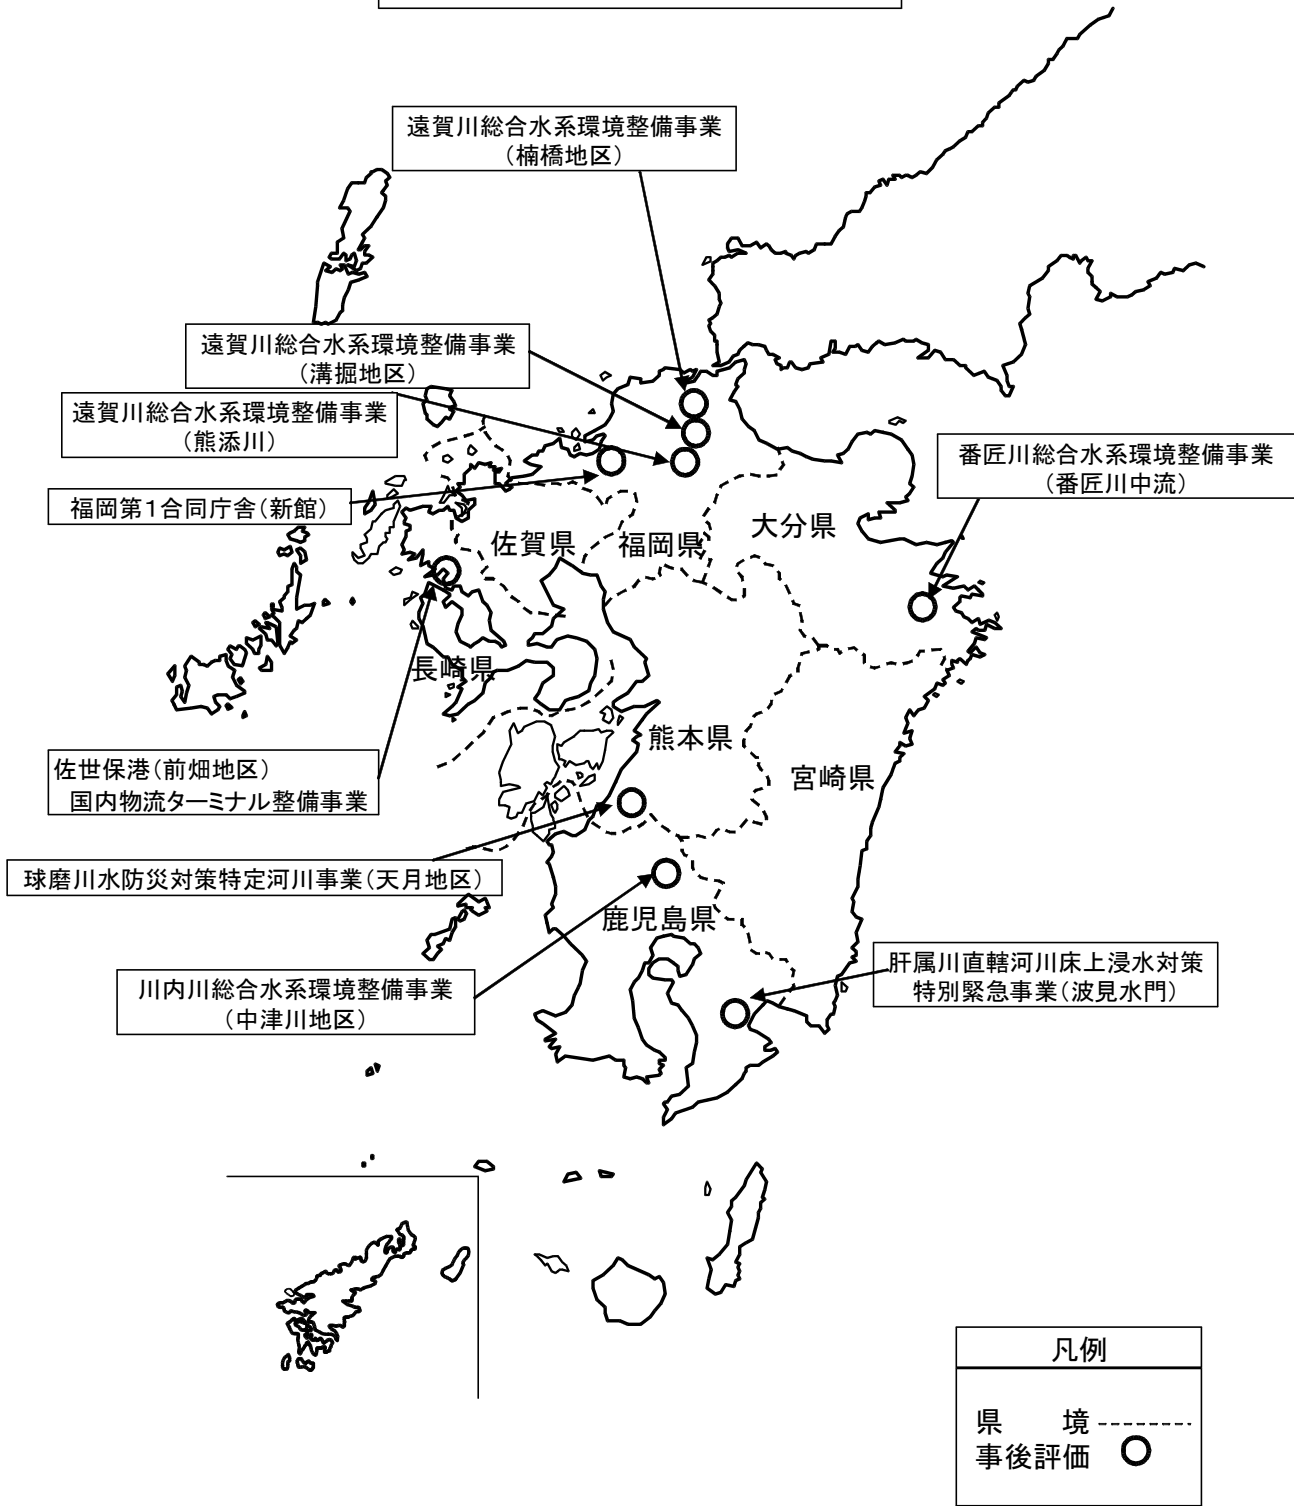 遠賀川総合水系環境整備事業
(楠橋地区)
遠賀川総合水系環境整備事業
(溝掘地区)
遠賀川総合水系環境整備事業
(熊添川)
番匠川総合水系環境整備事業
(番匠川中流)
福岡第1合同庁舎(新館)
大分県
佐賀県
福岡県
長崎県
熊本県
佐世保港(前畑地区)
国内物流ターミナル整備事業
宮崎県
球磨川水防災対策特定河川事業(天月地区)
鹿児島県
川内川総合水系環境整備事業
(中津川地区)
肝属川直轄河川床上浸水対策
特別緊急事業(波見水門)
凡例
県 境
事後評価